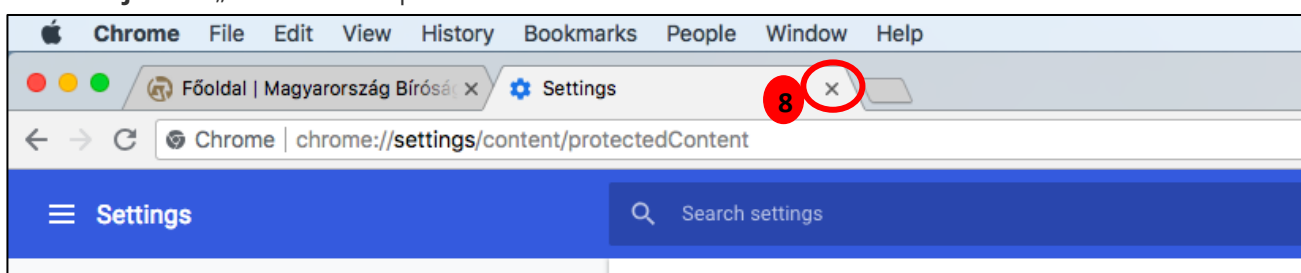 Chrome File Edit View History Bookmarks People Window Help
Főoldal | Magyarország Bírósá Settings
8
Chrome | chrome://settings/content/protectedContent
Settings Search settings